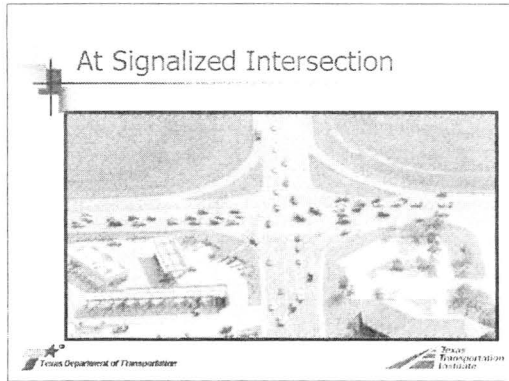 At Signalized Intersection
Texas Department of Transportation
Texas
Transportation
Institute